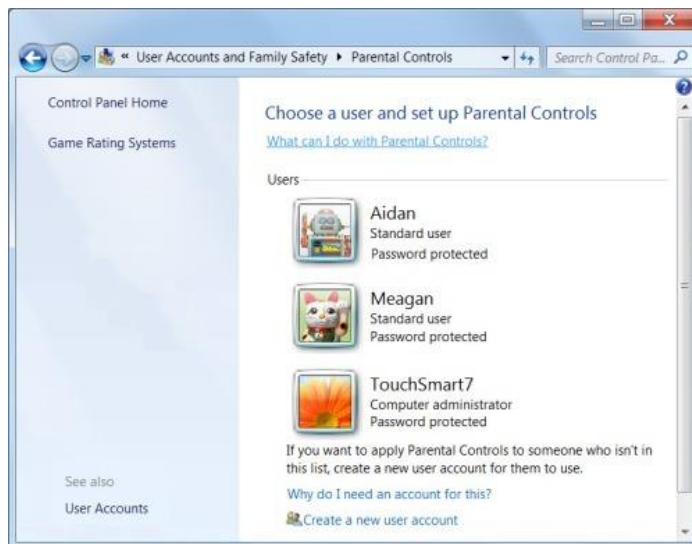 « User Accounts and Family Safety ▸ Parental Controls
Search Control Pa...
Control Panel Home
Game Rating Systems
Choose a user and set up Parental Controls
What can I do with Parental Controls?
Users
Aidan
Standard user
Password protected
Meagan
Standard user
Password protected
TouchSmart7
Computer administrator
Password protected
If you want to apply Parental Controls to someone who isn't in
this list, create a new user account for them to use.
Why do I need an account for this?
Create a new user account
See also
User Accounts